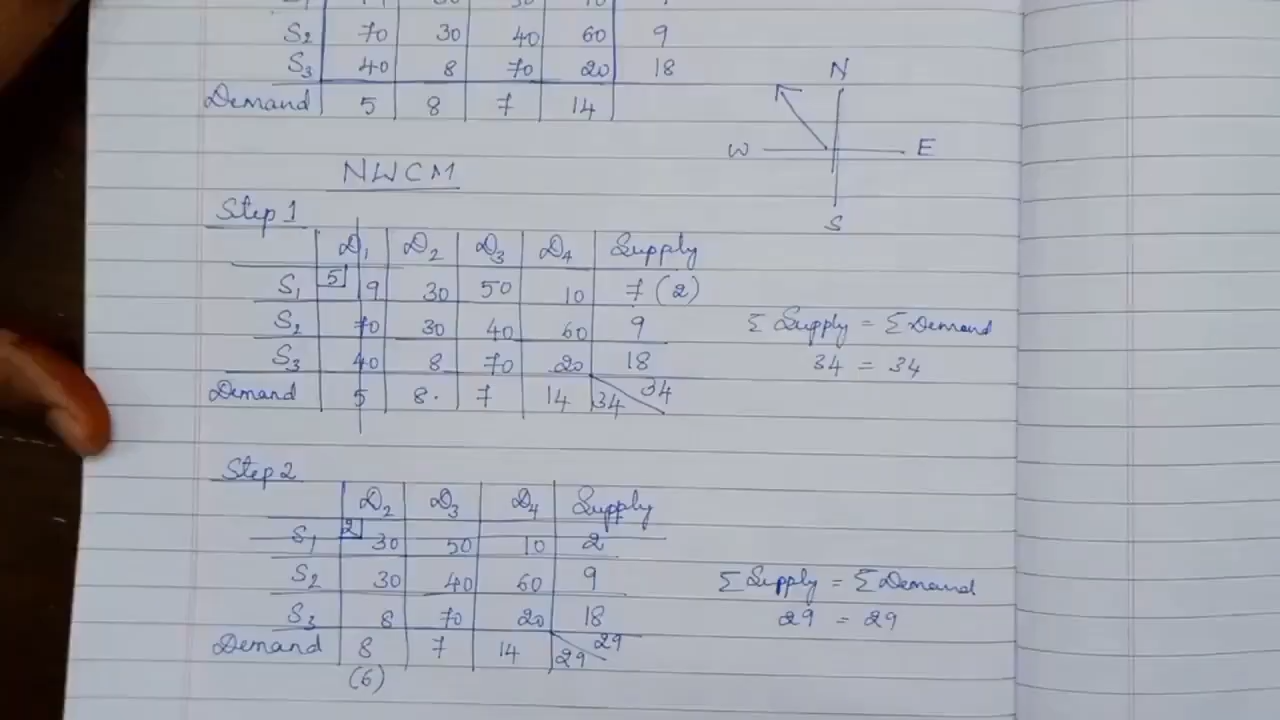 S2 70 30 40 60 9
S3 40 8 70 20 18
Demand 5 8 7 14
N
W E
S
NWCM
Step 1
D1 D2 D3 D4 Supply
S1 5 9 30 50 10 7 (2)
S2 70 30 40 60 9
S3 40 8 70 20 18
Demand 5 8. 7 14 34 34
Σ Supply = Σ Demand
34 = 34
Step 2
D2 D3 D4 Supply
S1 2 30 50 10 2
S2 30 40 60 9
S3 8 70 20 18
Demand 8 7 14 29 29
(6)
Σ Supply = Σ Demand
29 = 29